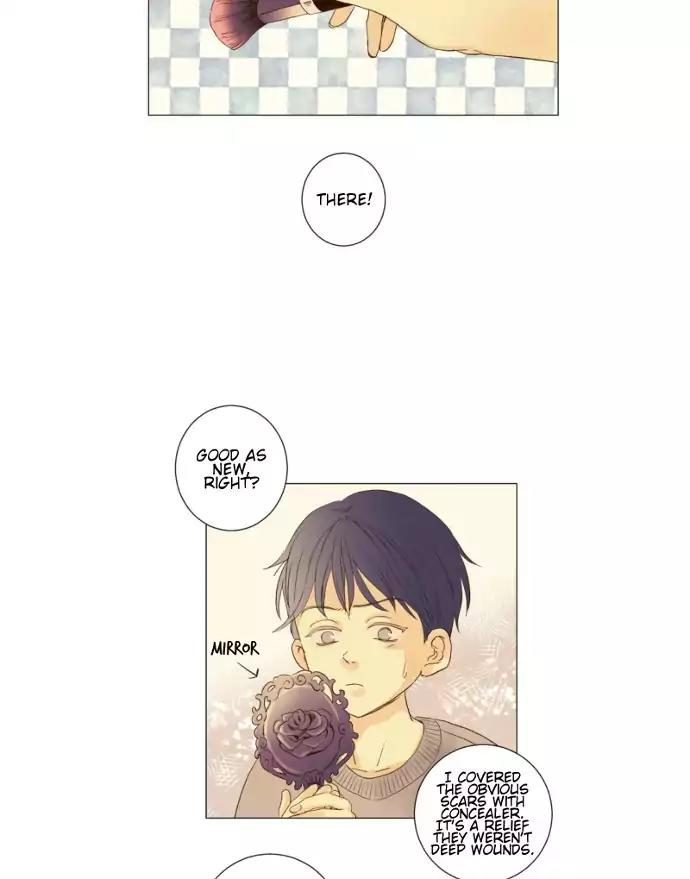 THERE!
GOOD AS
NEW,
RIGHT?
MIRROR
I COVERED
THE OBVIOUS
SCARS WITH
CONCEALER.
IT'S A RELIEF
THEY WEREN'T
DEEP WOUNDS.